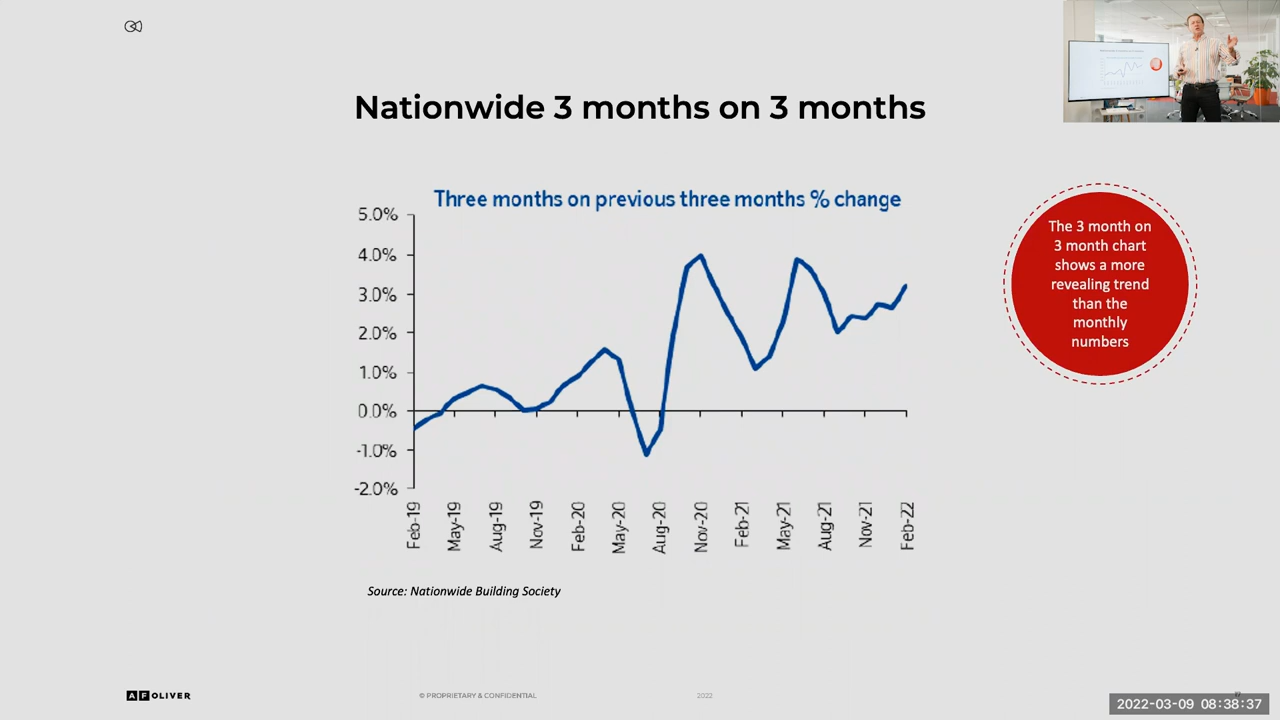 Nationwide 3 months on 3 months
Three months on previous three months % change
5.0%
4.0%
3.0%
2.0%
1.0%
0.0%
-1.0%
-2.0%
Feb-19
May-19
Aug-19
Nov-19
Feb-20
May-20
Aug-20
Nov-20
Feb-21
May-21
Aug-21
Nov-21
Feb-22
The 3 month on
3 month chart
shows a more
revealing trend
than the
monthly
numbers
Source: Nationwide Building Society
AF OLIVER
© PROPRIETARY & CONFIDENTIAL
2022
2022-03-09 08:38:37